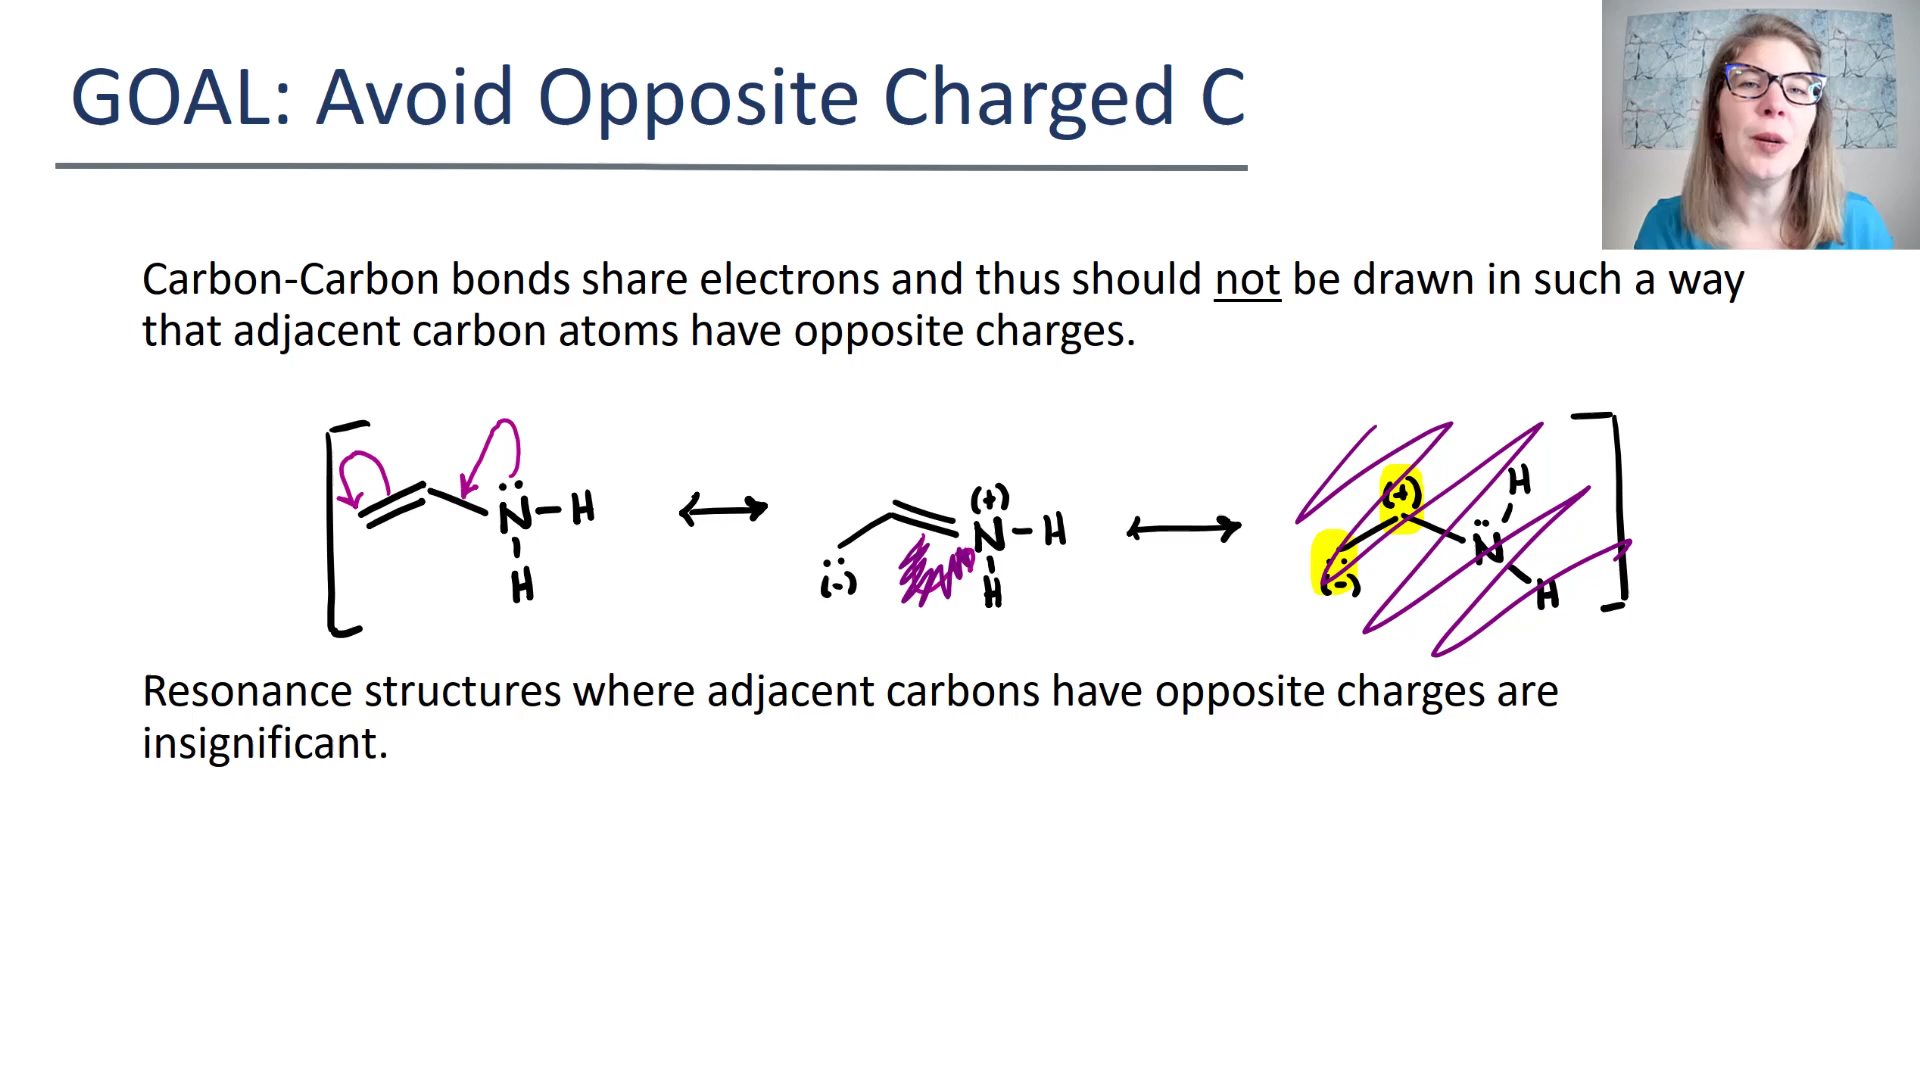 GOAL: Avoid Opposite Charged C
Carbon-Carbon bonds share electrons and thus should not be drawn in such a way
that adjacent carbon atoms have opposite charges.
N H
H
(-)
(+)
N H
H
(+)
(-)
H
N
H
Resonance structures where adjacent carbons have opposite charges are
insignificant.